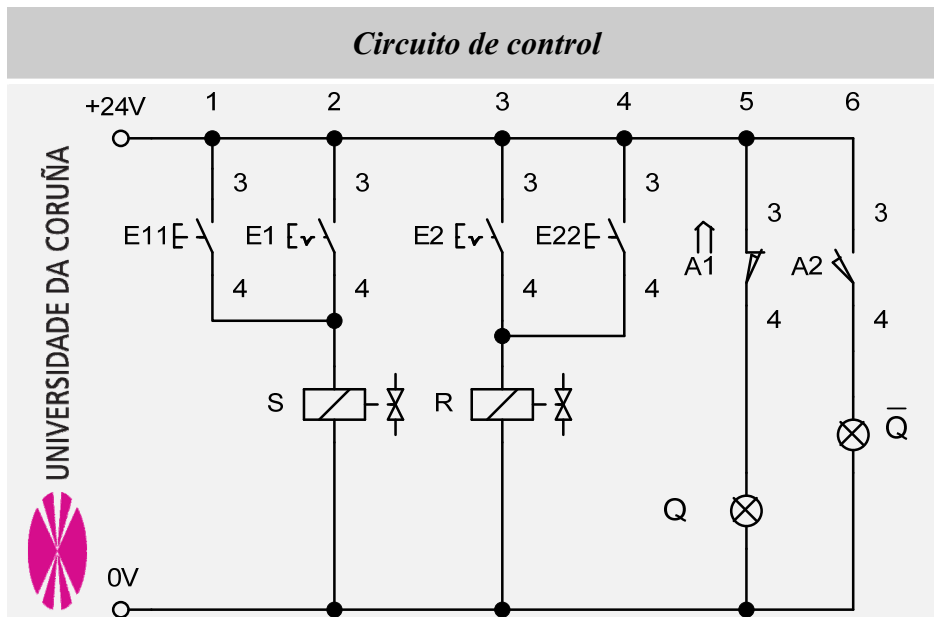 Circuito de control
+24V 1 2 3 4 5 6
3 3 3 3 3 3
E11 E1 E2 E22 A1 A2
4 4 4 4 4 4
S R Q̅
Q
0V
UNIVERSIDADE DA CORUÑA